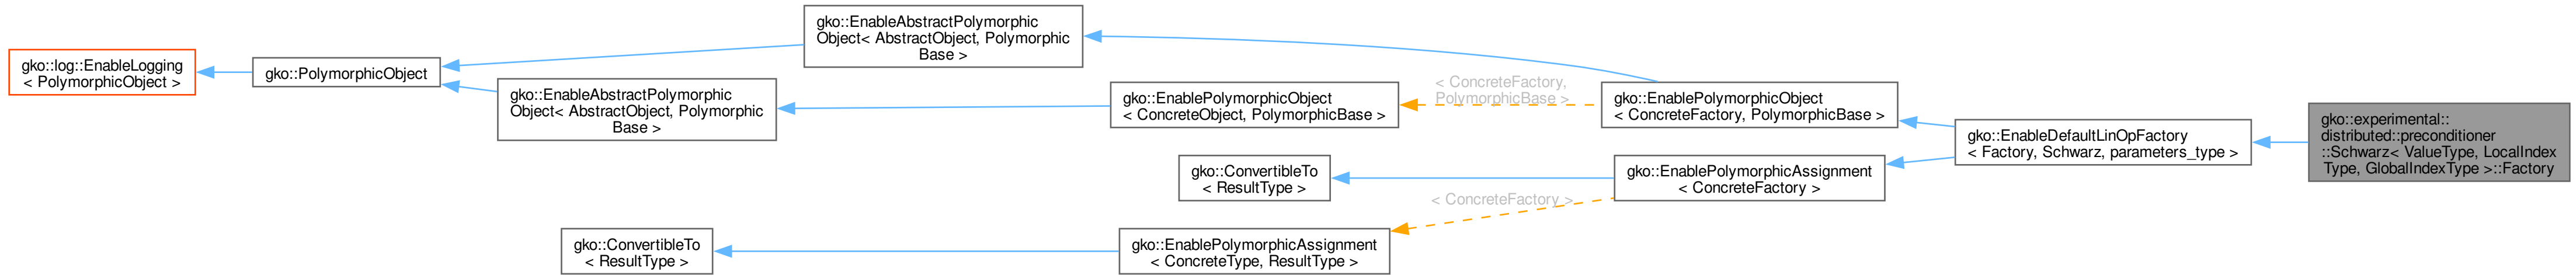 gko::log::EnableLogging
< PolymorphicObject >
gko::PolymorphicObject
gko::EnableAbstractPolymorphic
Object< AbstractObject, Polymorphic
Base >
gko::EnableAbstractPolymorphic
Object< AbstractObject, Polymorphic
Base >
gko::EnablePolymorphicObject
< ConcreteObject, PolymorphicBase >
< ConcreteFactory,
PolymorphicBase >
gko::EnablePolymorphicObject
< ConcreteFactory, PolymorphicBase >
gko::ConvertibleTo
< ResultType >
gko::EnablePolymorphicAssignment
< ConcreteFactory >
< ConcreteFactory >
gko::ConvertibleTo
< ResultType >
gko::EnablePolymorphicAssignment
< ConcreteType, ResultType >
gko::EnableDefaultLinOpFactory
< Factory, Schwarz, parameters_type >
gko::experimental::
distributed::preconditioner
::Schwarz< ValueType, LocalIndex
Type, GlobalIndexType >::Factory